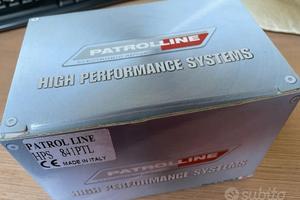 PATROLLINE
HIGH PERFORMANCE SYSTEMS
PATROL LINE
HPS 841PTL
CE MADE IN ITALY
PATROLLINE
HIGH PERFORMANCE SYSTEMS
subito